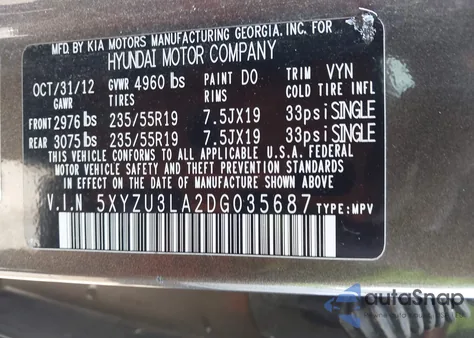 MFD. BY KIA MOTORS MANUFACTURING GEORGIA, INC. FOR
HYUNDAI MOTOR COMPANY
OCT/31/12 GVWR 4960 lbs PAINT DO TRIM VYN
GAWR TIRES RIMS COLD TIRE INFL
FRONT 2976 lbs 235/55R19 7.5JX19 33psi SINGLE
REAR 3075 lbs 235/55R19 7.5JX19 33psi SINGLE
THIS VEHICLE CONFORMS TO ALL APPLICABLE U.S.A. FEDERAL
MOTOR VEHICLE SAFETY AND THEFT PREVENTION STANDARDS
IN EFFECT ON THE DATE OF MANUFACTURE SHOWN ABOVE.
V.I.N 5XYZU3LA2DG035687 TYPE:MPV
autoSnap